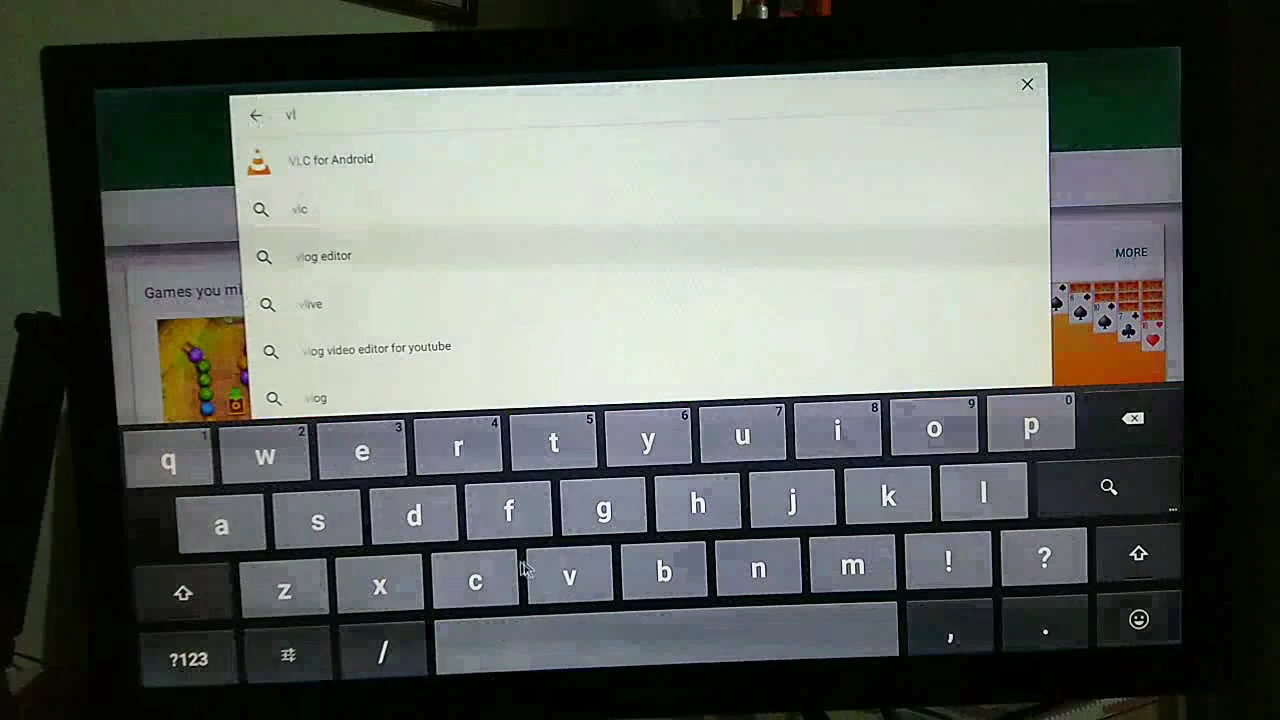 vl
VLC for Android
vlc
vlog editor
MORE
Games you mi
vlive
vlog video editor for youtube
vlog
q 1 w 2 e 3 r 4 t 5 y 6 u 7 i 8 o 9 p 0
a s d f g h j k l
z x c v b n m ! ?
?123 / , .